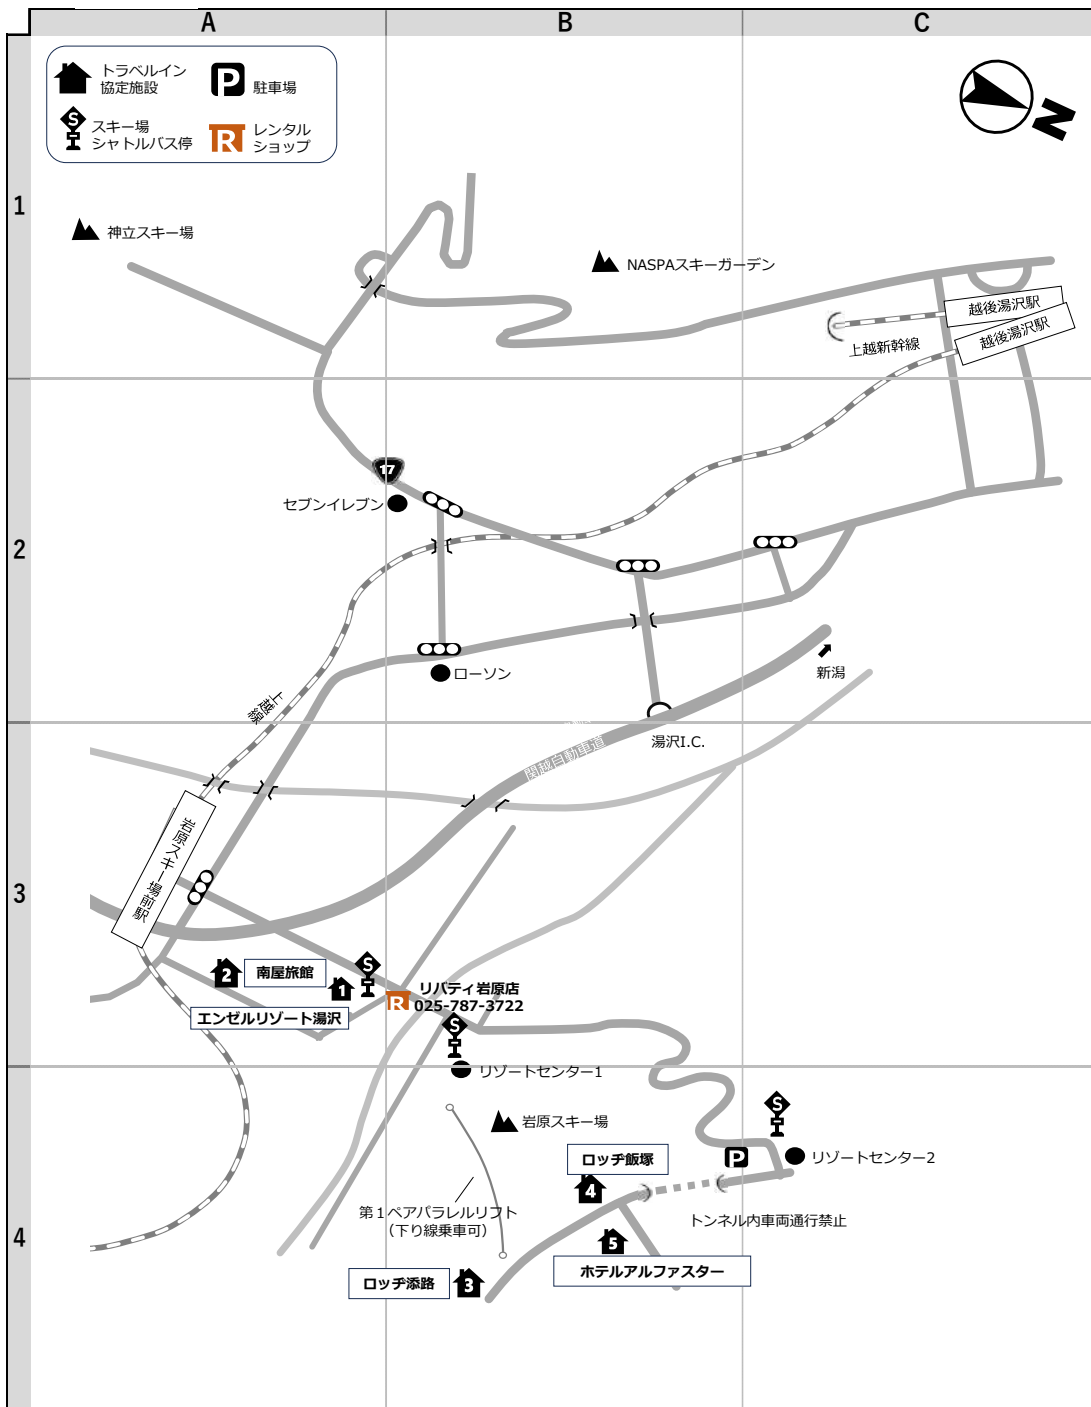 A
B
C
1
2
3
4
トラベルイン
協定施設
P
駐車場
S
スキー場
シャトルバス停
R
レンタル
ショップ
N
神立スキー場
NASPAスキーガーデン
越後湯沢駅
越後湯沢駅
上越新幹線
17
セブンイレブン
ローソン
上越線
新潟
湯沢I.C.
関越自動車道
岩原スキー場前駅
S
2
南屋旅館
1
エンゼルリゾート湯沢
R
リバティ岩原店
025-787-3722
S
リゾートセンター1
岩原スキー場
S
P
リゾートセンター2
ロッヂ飯塚
4
第１ペアパラレルリフト
（下り線乗車可）
トンネル内車両通行禁止
5
ホテルアルファスター
ロッヂ添路
3